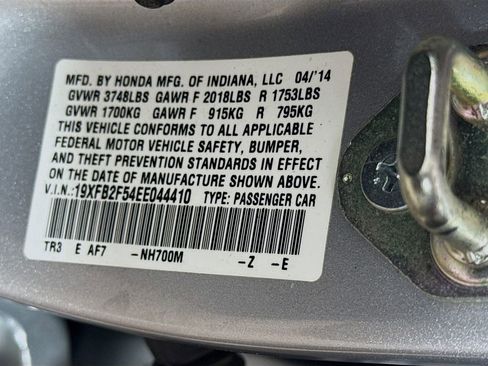 MFD. BY HONDA MFG. OF INDIANA, LLC 04/'14
GVWR 3748LBS GAWR F 2018LBS R 1753LBS
GVWR 1700KG GAWR F 915KG R 795KG
THIS VEHICLE CONFORMS TO ALL APPLICABLE
FEDERAL MOTOR VEHICLE SAFETY, BUMPER,
AND THEFT PREVENTION STANDARDS IN EFFECT
ON THE DATE OF MANUFACTURE SHOWN ABOVE.
V.I.N.:19XFB2F54EE044410 TYPE: PASSENGER CAR
TR3 E AF7 -NH700M -Z -E